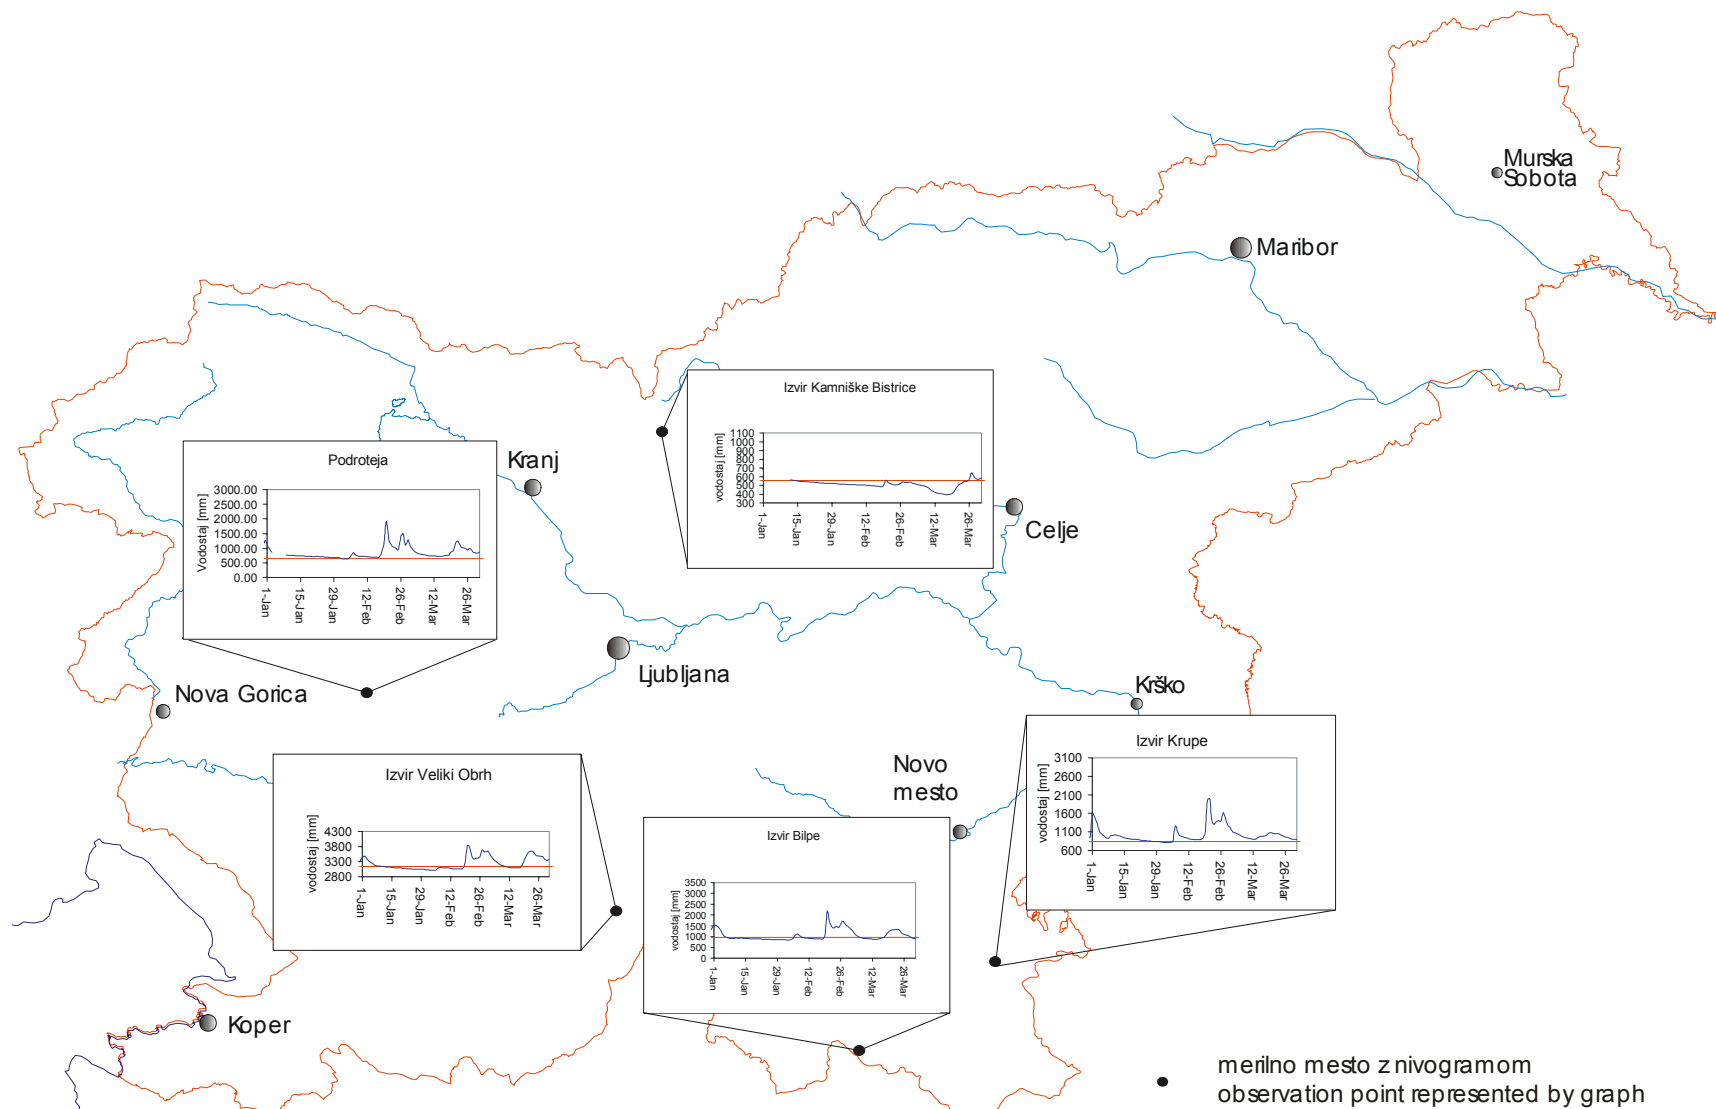 Murska
Sobota
Maribor
Izvir Kamniške Bistrice
vodostaj [mm]
1100
1000
900
800
700
600
500
400
300
1-Jan
15-Jan
29-Jan
12-Feb
26-Feb
12-Mar
26-Mar
Podroteja
Vodostaj [mm]
3000.00
2500.00
2000.00
1500.00
1000.00
500.00
0.00
1-Jan
15-Jan
29-Jan
12-Feb
26-Feb
12-Mar
26-Mar
Kranj
Celje
Ljubljana
Nova Gorica
Krško
Izvir Krupe
vodostaj [mm]
3100
2600
2100
1600
1100
600
1-Jan
15-Jan
29-Jan
12-Feb
26-Feb
12-Mar
26-Mar
Izvir Veliki Obrh
vodostaj [mm]
4300
3800
3300
2800
1-Jan
15-Jan
29-Jan
12-Feb
26-Feb
12-Mar
26-Mar
Novo
mesto
Izvir Bilpe
vodostaj [mm]
3500
3000
2500
2000
1500
1000
500
0
1-Jan
15-Jan
29-Jan
12-Feb
26-Feb
12-Mar
26-Mar
Koper
merilno mesto z nivogramom
observation point represented by graph